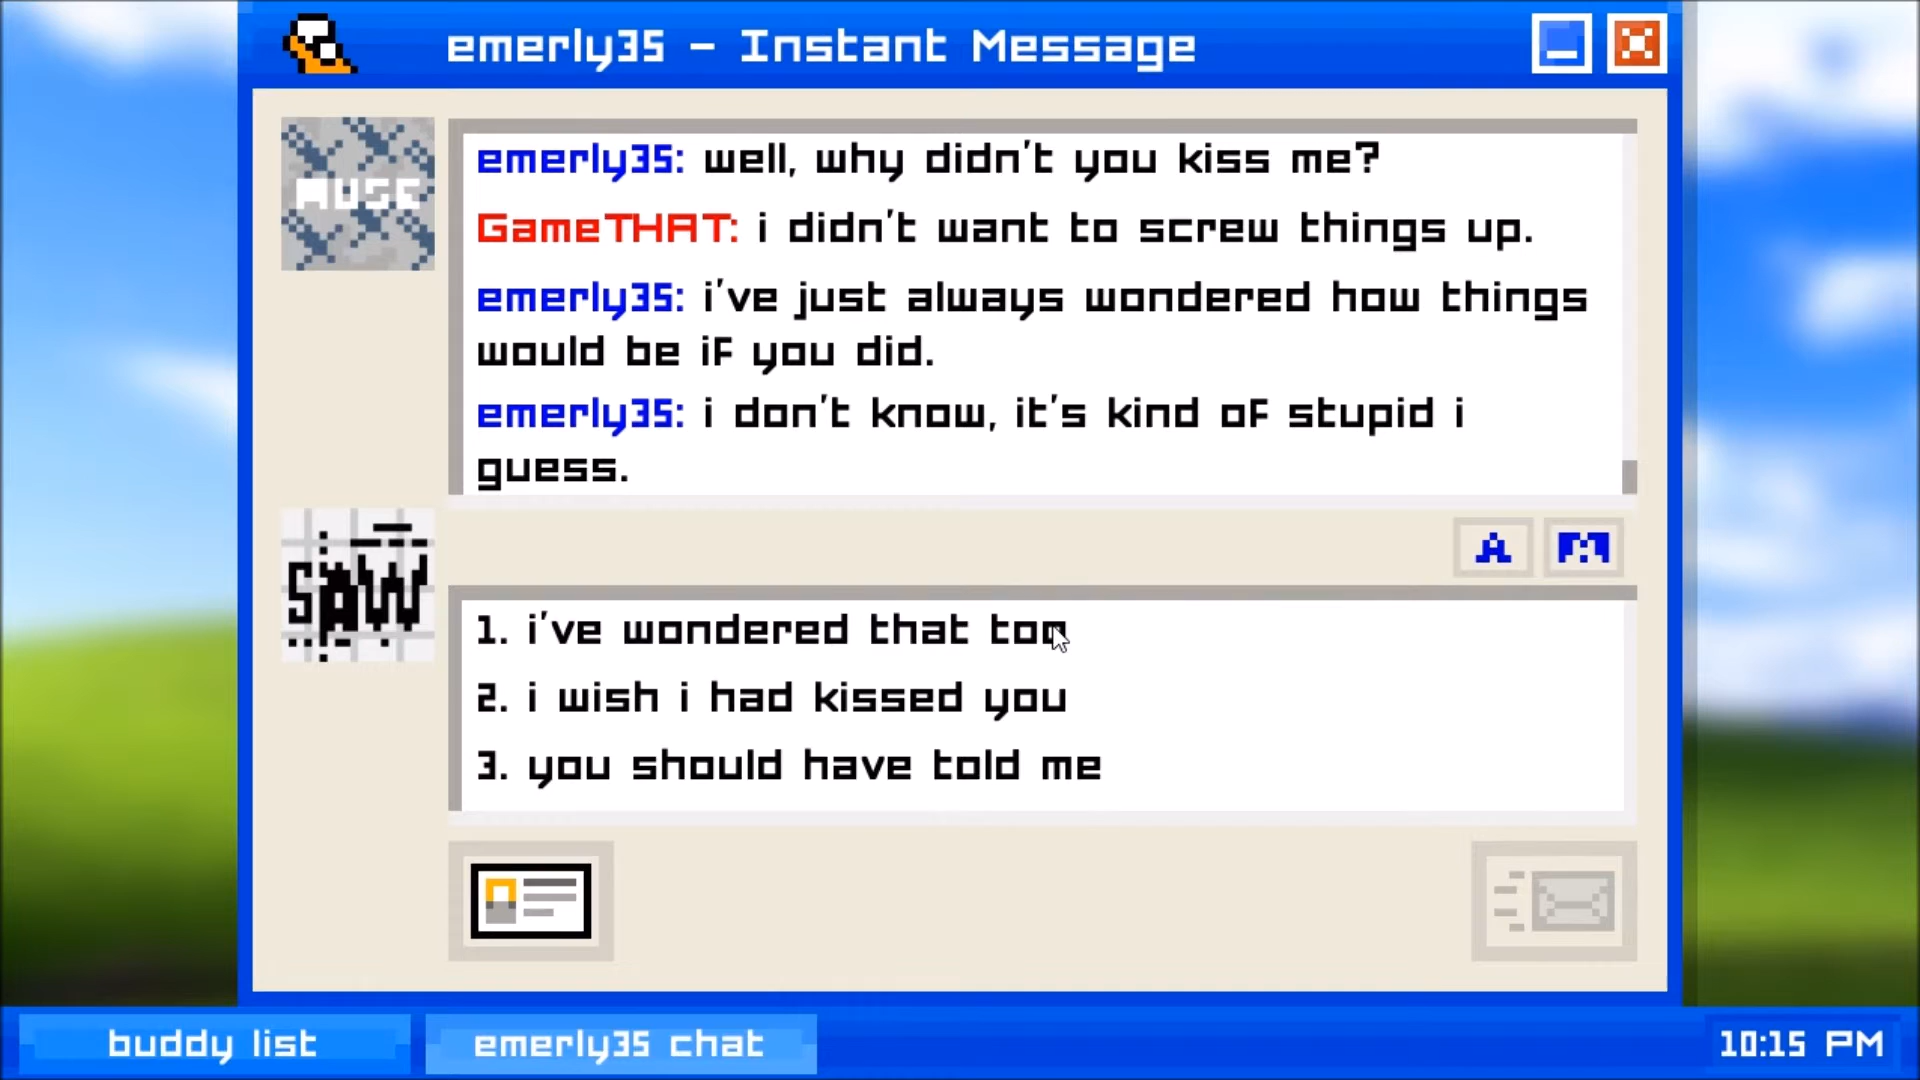 emerly35 - Instant Message
MUSE
emerly35: well, why didn't you kiss me?
GameTHAT: i didn't want to screw things up.
emerly35: i've just always wondered how things
would be if you did.
emerly35: i don't know, it's kind of stupid i
guess.
A M
SAW
1. i've wondered that too
2. i wish i had kissed you
3. you should have told me
buddy list
emerly35 chat
10:15 PM